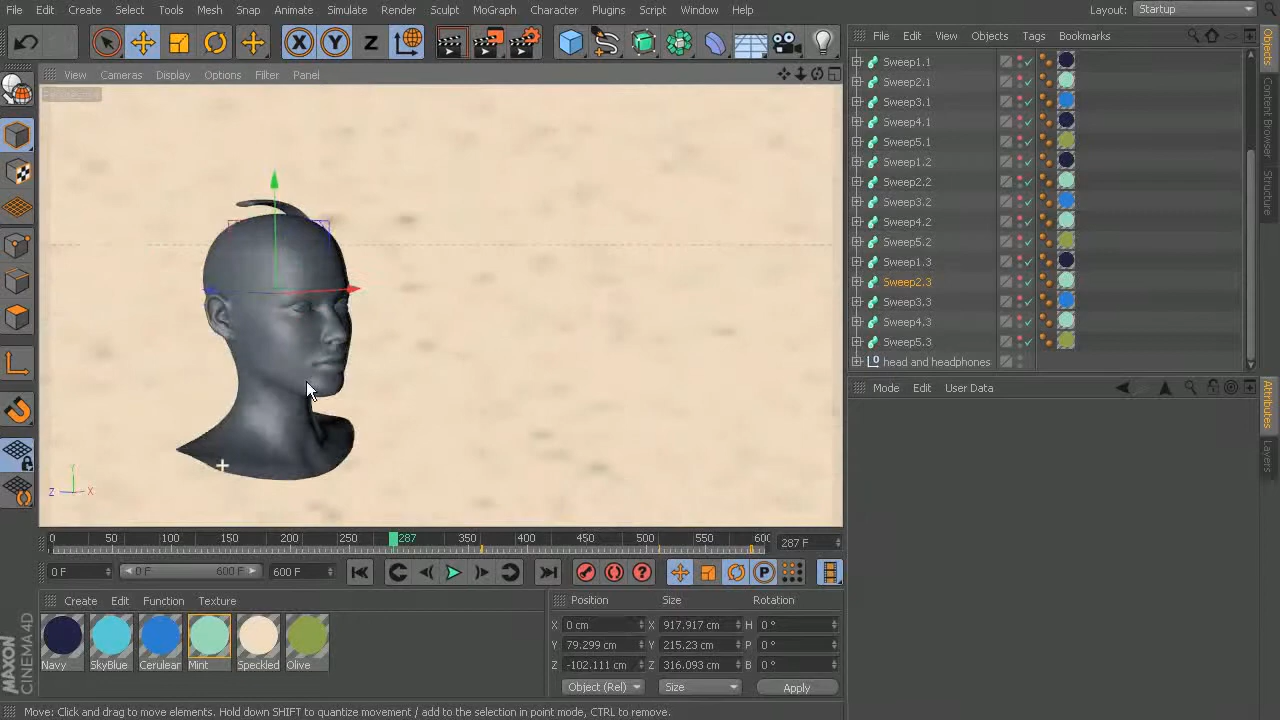 File Edit Create Select Tools Mesh Snap Animate Simulate Render Sculpt MoGraph Character Plugins Script Window Help Layout: Startup
File Edit View Objects Tags Bookmarks
View Cameras Display Options Filter Panel
Sweep1.1
Sweep2.1
Sweep3.1
Sweep4.1
Sweep5.1
Sweep1.2
Sweep2.2
Sweep3.2
Sweep4.2
Sweep5.2
Sweep1.3
Sweep2.3
Sweep3.3
Sweep4.3
Sweep5.3
head and headphones
Objects
Content Browser
Structure
Mode Edit User Data
Attributes
Layers
X Y Z
Y
Z X
0 50 100 150 200 250 287 350 400 450 500 550 60 287 F
0 F 0 F 600 F 600 F
Create Edit Function Texture
Navy SkyBlue Cerulear Mint Speckled Olive
Position Size Rotation
X 0 cm X 917.917 cm H 0 °
Y 79.299 cm Y 215.23 cm P 0 °
Z -102.111 cm Z 316.093 cm B 0 °
Object (Rel) Size Apply
MAXON
CINEMA 4D
Move: Click and drag to move elements. Hold down SHIFT to quantize movement / add to the selection in point mode, CTRL to remove.